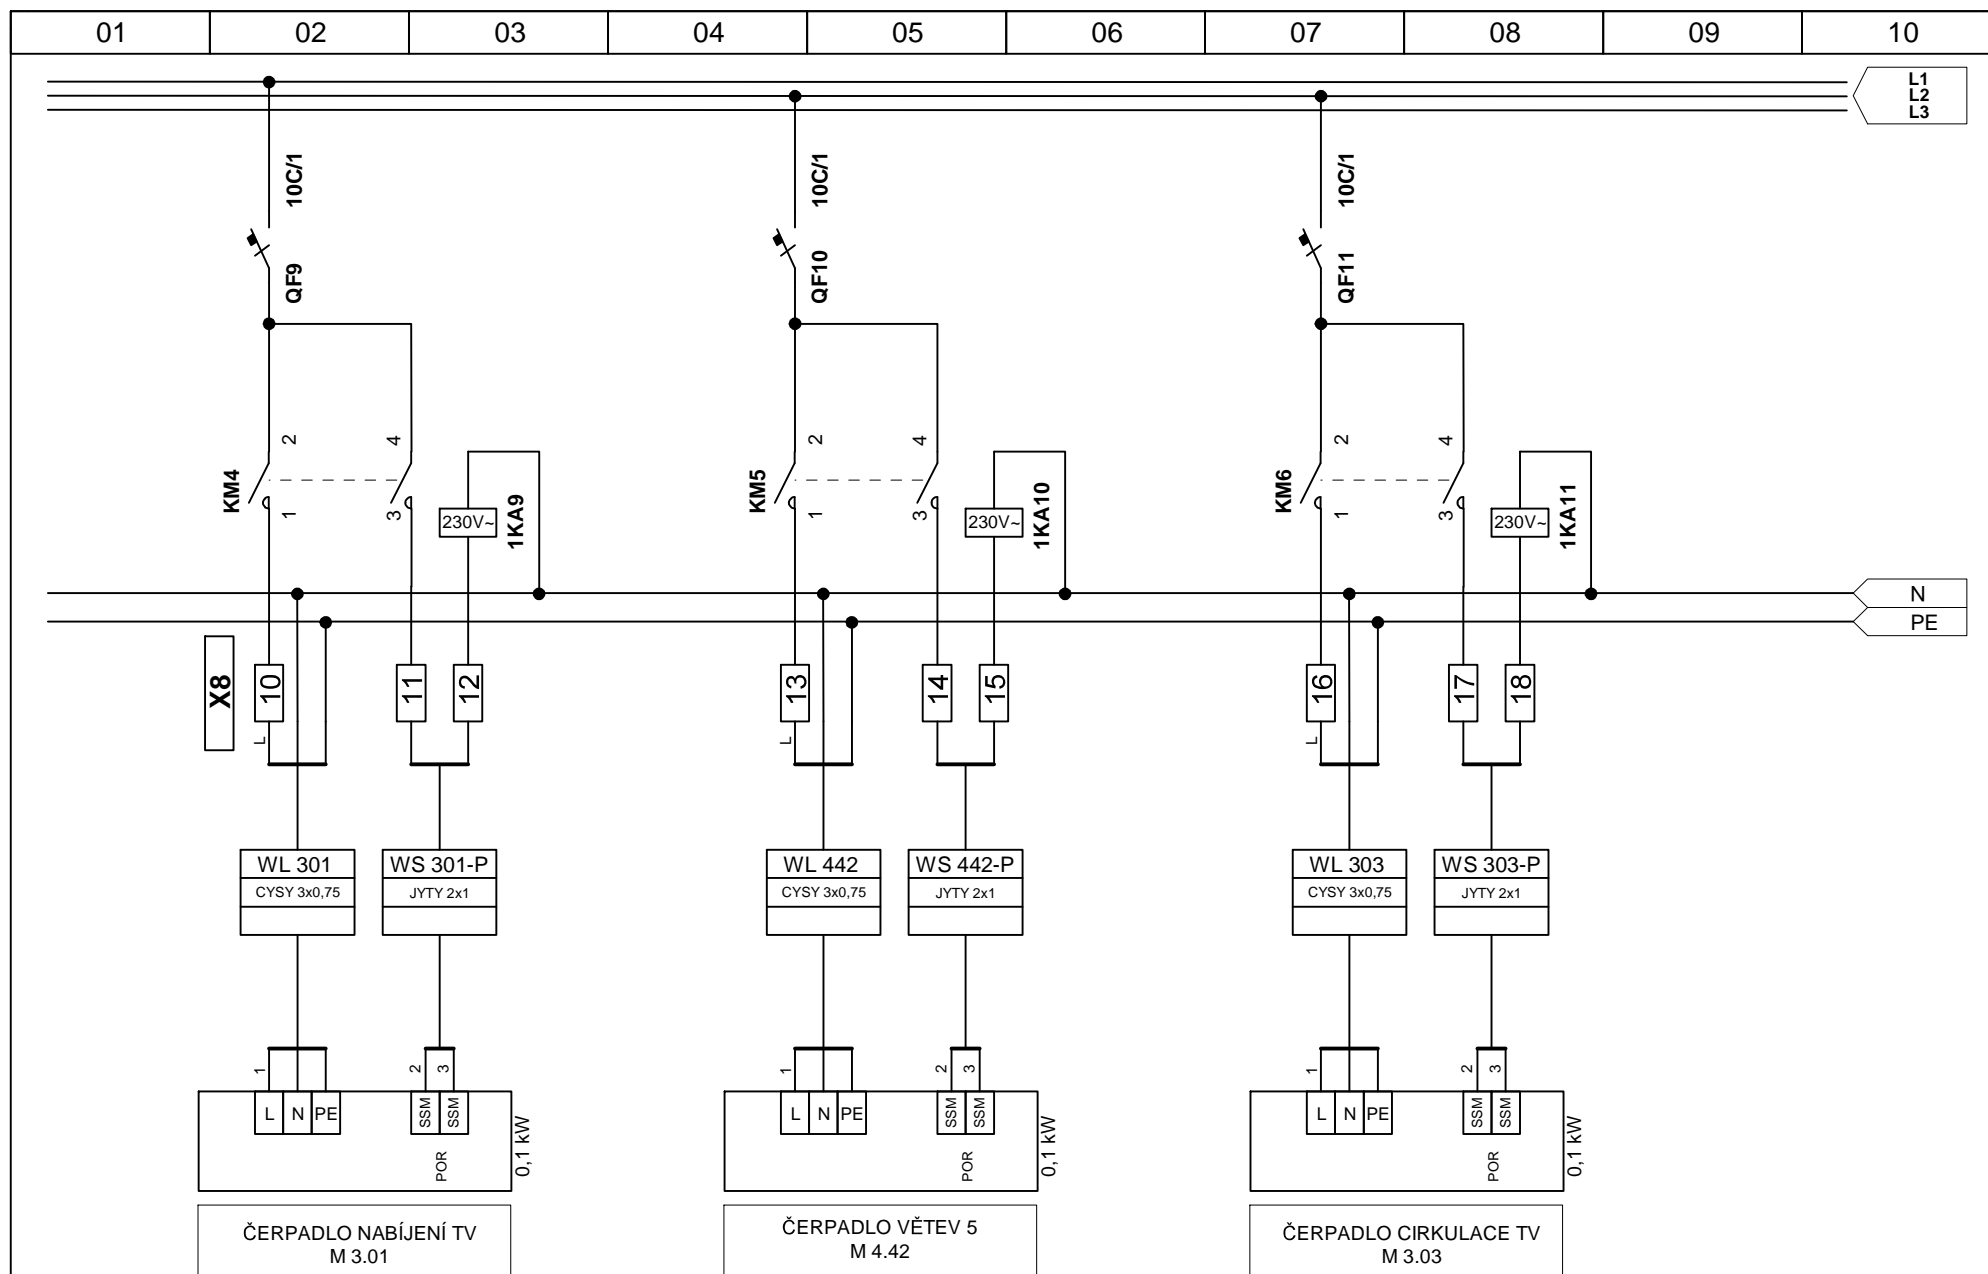 01 02 03 04 05 06 07 08 09 10
L1
L2
L3
10C/1 10C/1 10C/1
QF9 QF10 QF11
2 4 2 4 2 4
KM4 KM5 KM6
1 3 1 3 1 3
230V~ 230V~ 230V~
1KA9 1KA10 1KA11
N
PE
X8
10 11 12 13 14 15 16 17 18
L L L
WL 301 WS 301-P WL 442 WS 442-P WL 303 WS 303-P
CYSY 3x0,75 JYTY 2x1 CYSY 3x0,75 JYTY 2x1 CYSY 3x0,75 JYTY 2x1
1 2 3 1 2 3 1 2 3
L N PE SSM SSM L N PE SSM SSM L N PE SSM SSM
POR POR POR
0,1 kW 0,1 kW 0,1 kW
ČERPADLO NABÍJENÍ TV
M 3.01
ČERPADLO VĚTEV 5
M 4.42
ČERPADLO CIRKULACE TV
M 3.03